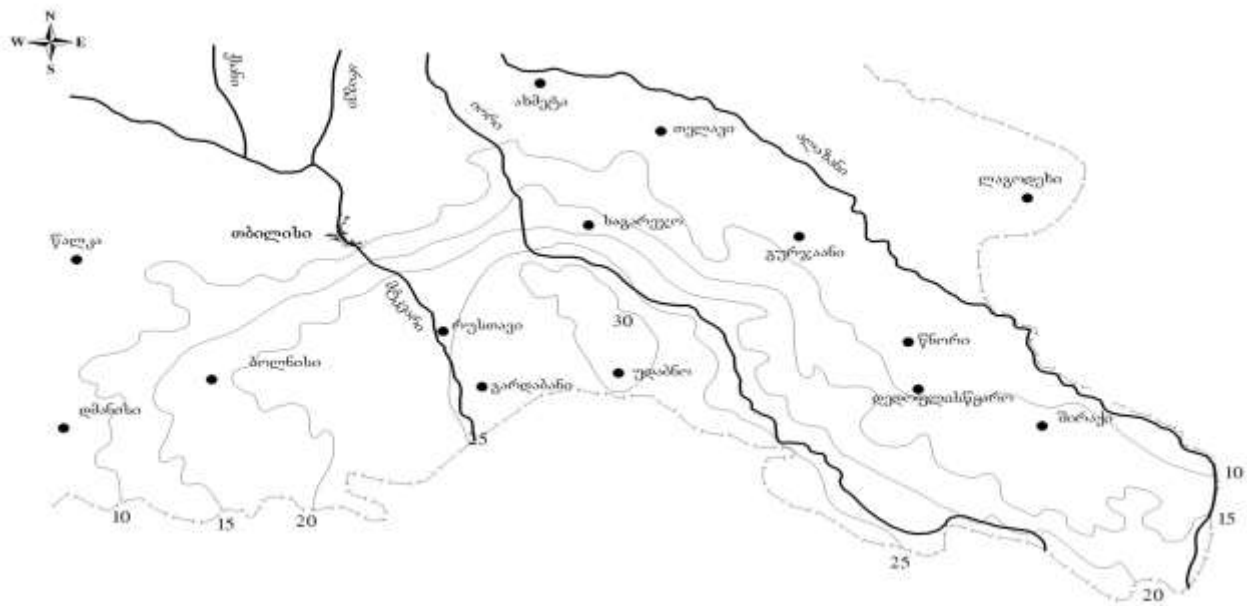 N
W E
S
ქსანი
არაგვი
იორი
ახმეტა
თელავი
ალაზანი
ლაგოდეხი
თბილისი
საგარეჯო
გურჯაანი
წალკა
მტკვარი
რუსთავი
30
წნორი
ბოლნისი
უდაბნო
გარდაბანი
დედოფლისწყარო
დმანისი
შირაქი
25
10
10
15
20
15
25
20